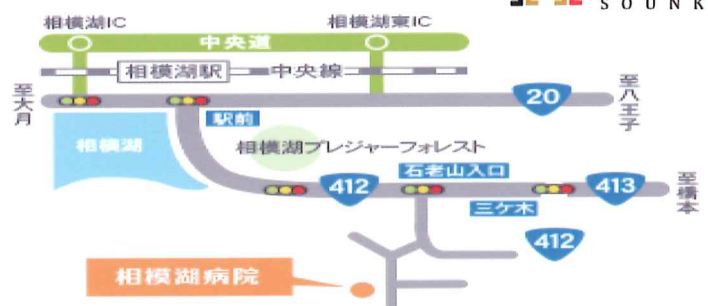 SOUNK
相模湖IC
相模湖東IC
中央道
相模湖駅
中央線
至大月
至八王子
20
駅前
相模湖
相模湖プレジャーフォレスト
石老山入口
412
413
至橋本
三ケ木
412
相模湖病院